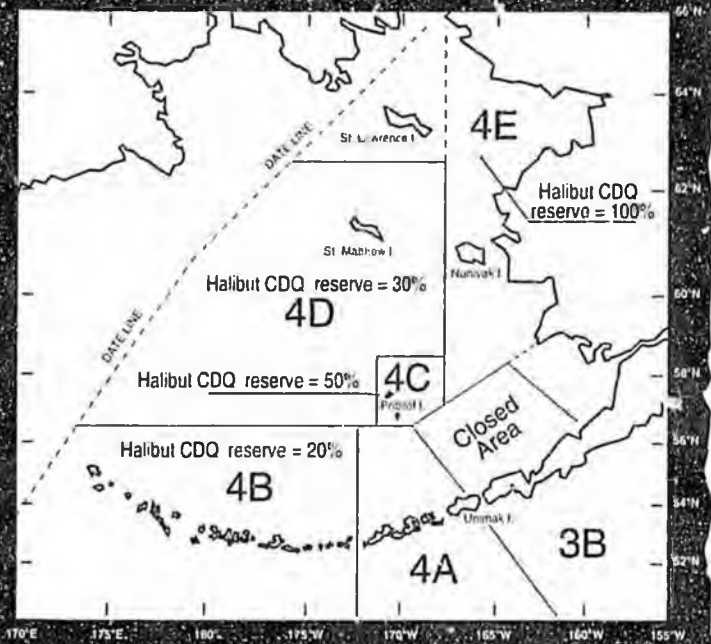 66°N
64°N
4E
St. Lawrence I.
DATE LINE
Halibut CDQ
reserve = 100%
62°N
St. Matthew I.
Nunivak I.
Halibut CDQ reserve = 30%
4D
60°N
DATE LINE
58°N
Halibut CDQ reserve = 50%
4C
Pribilof I.
Closed
Area
56°N
Halibut CDQ reserve = 20%
4B
54°N
Unimak I.
3B
4A
52°N
170°E
175°E
180°
175°W
170°W
165°W
160°W
155°W